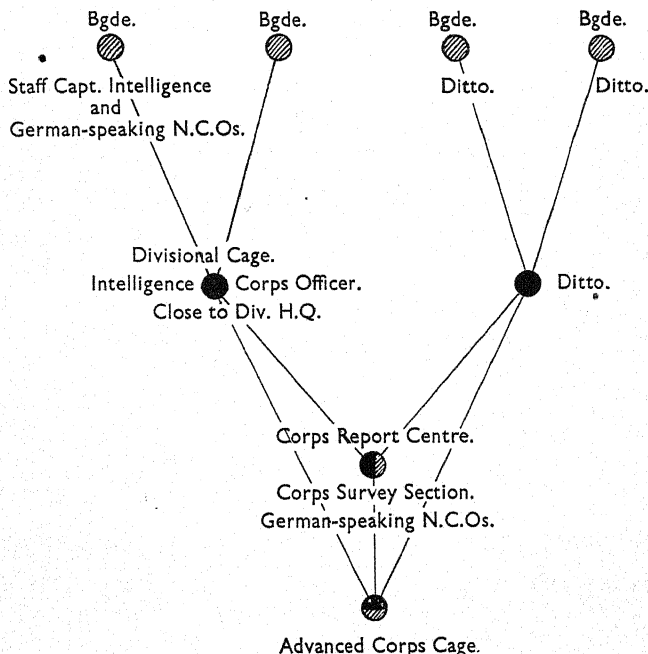 Bgde. Bgde. Bgde. Bgde.
Staff Capt. Intelligence
and
German-speaking N.C.Os.
Ditto. Ditto.
Divisional Cage.
Intelligence Corps Officer.
Close to Div. H.Q.
Ditto.
Corps Report Centre.
Corps Survey Section.
German-speaking N.C.Os.
Advanced Corps Cage.